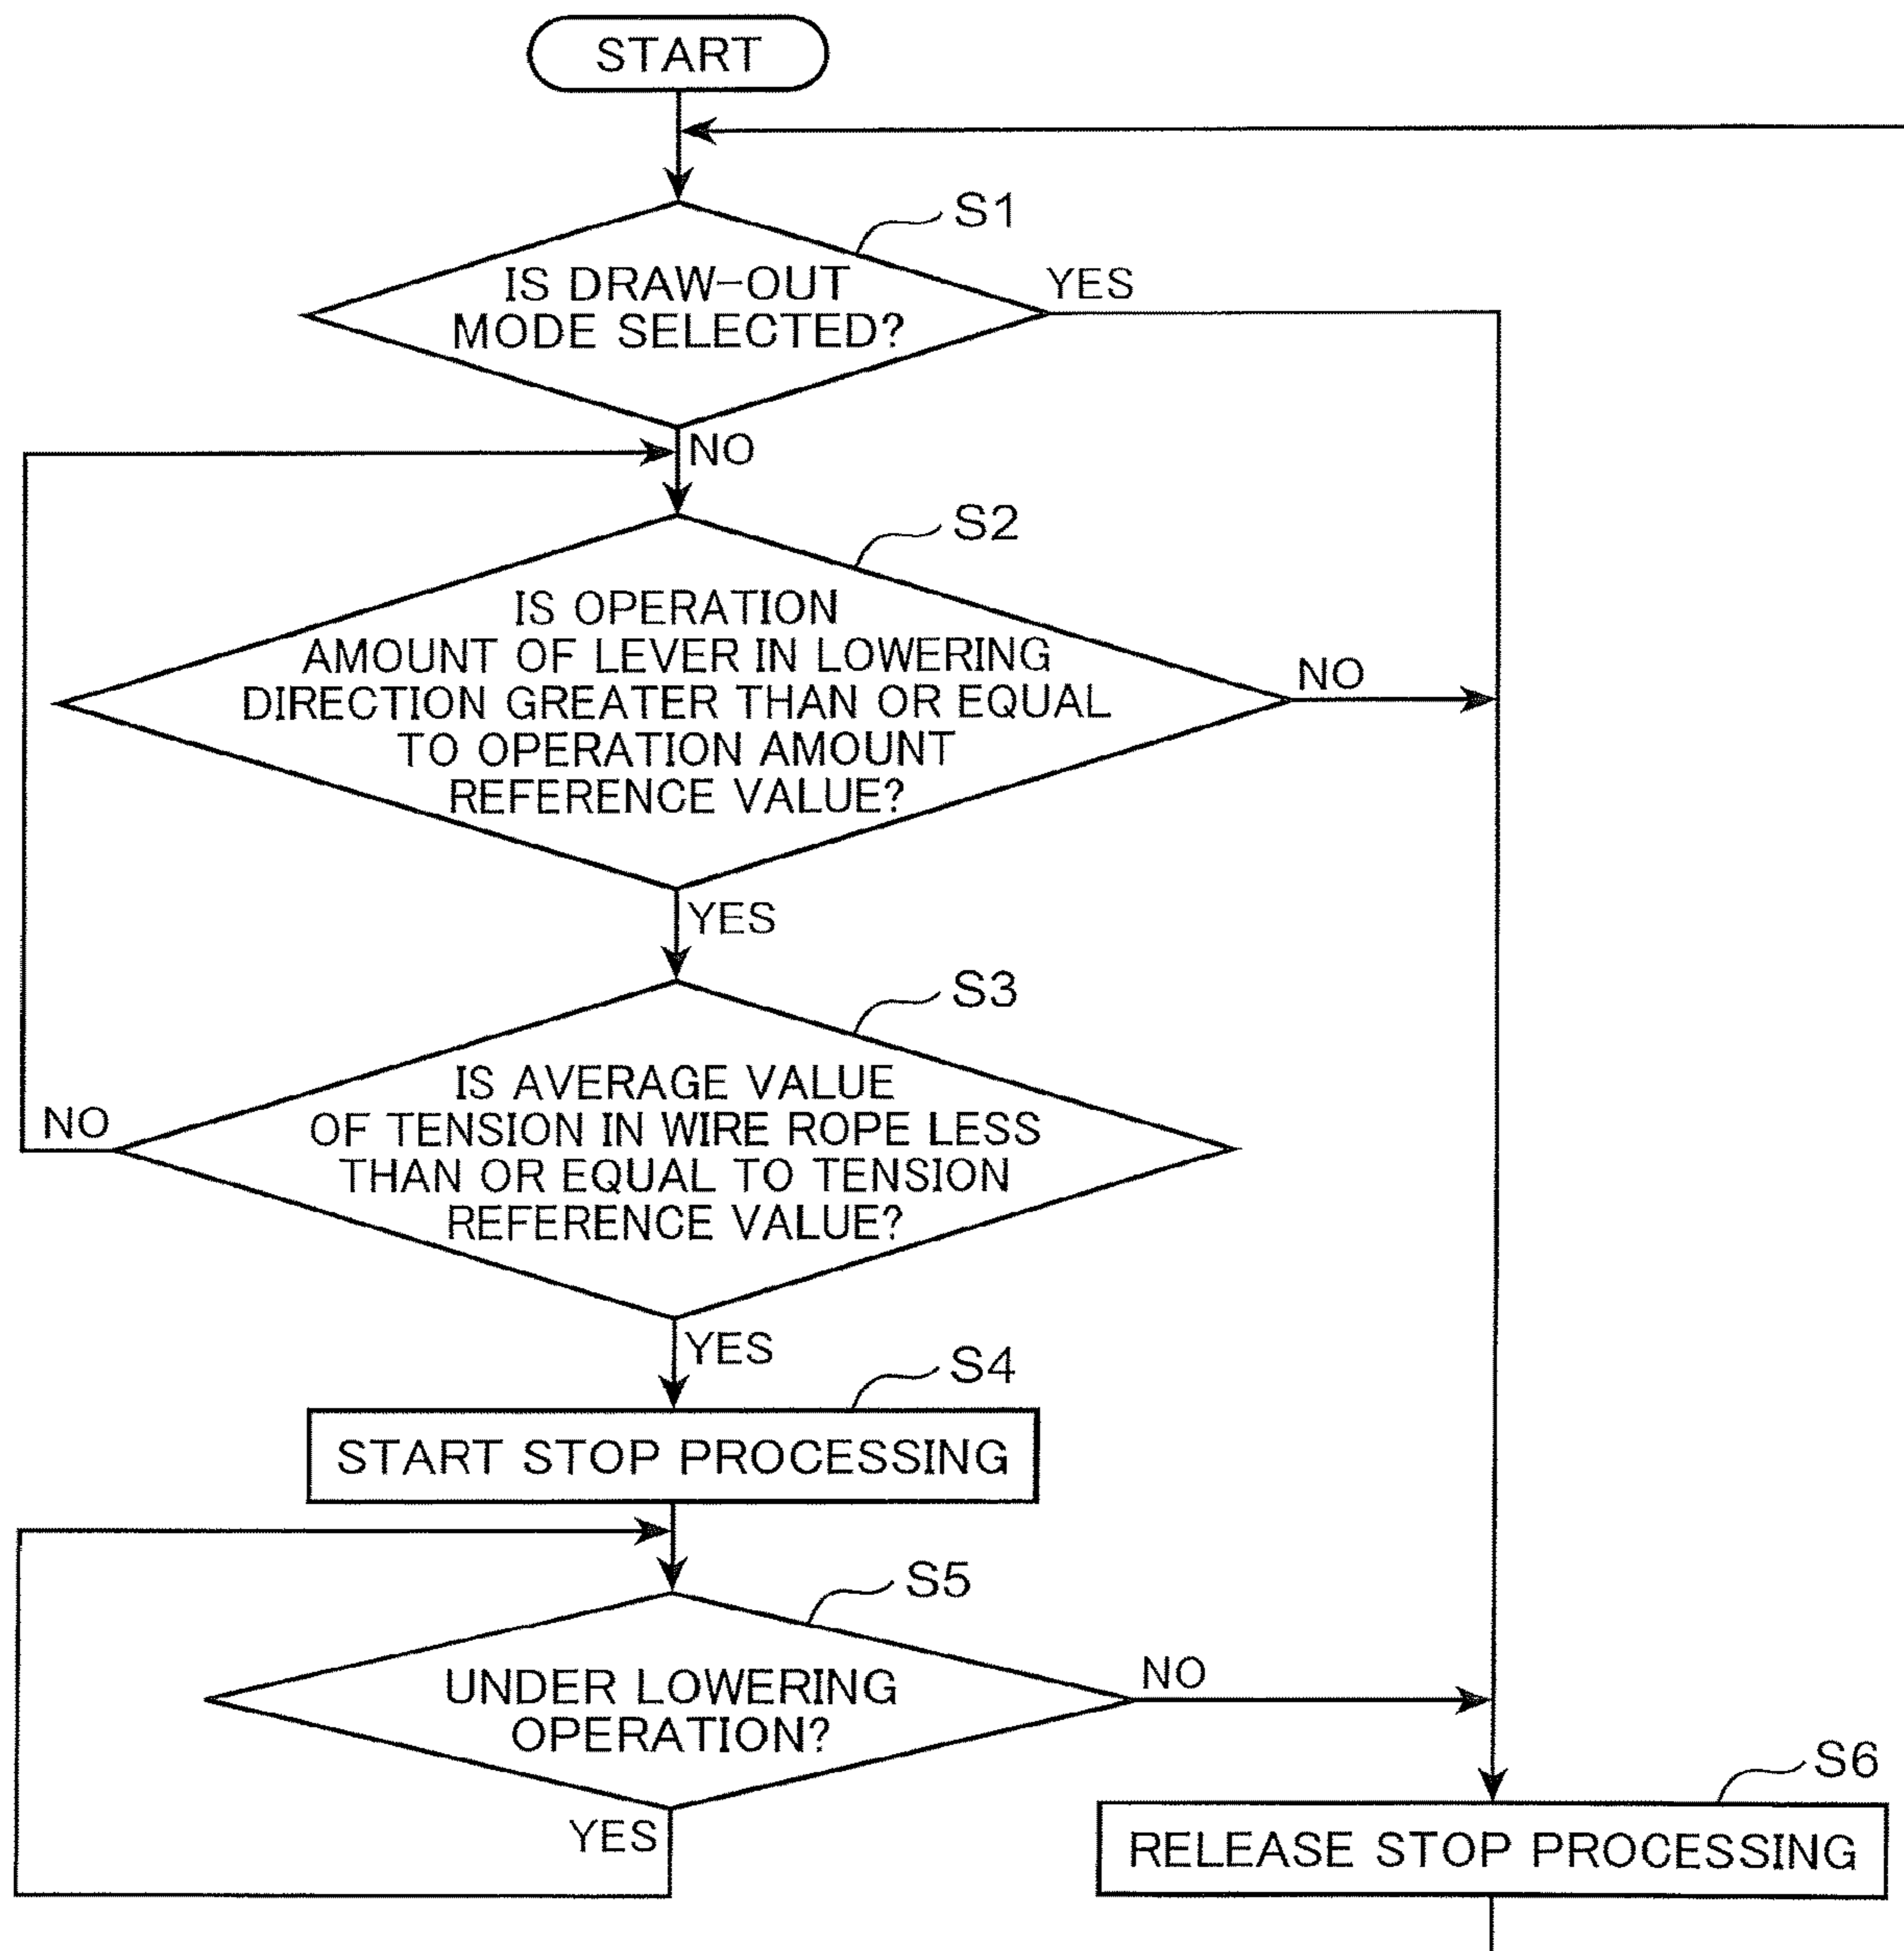 START
S1
IS DRAW-OUT
MODE SELECTED?
YES
NO
S2
IS OPERATION
AMOUNT OF LEVER IN LOWERING
DIRECTION GREATER THAN OR EQUAL
TO OPERATION AMOUNT
REFERENCE VALUE?
NO
YES
S3
IS AVERAGE VALUE
OF TENSION IN WIRE ROPE LESS
THAN OR EQUAL TO TENSION
REFERENCE VALUE?
NO
YES
S4
START STOP PROCESSING
S5
UNDER LOWERING
OPERATION?
NO
YES
S6
RELEASE STOP PROCESSING